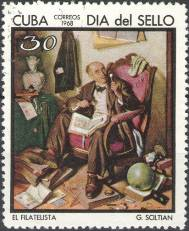 CUBA CORREOS 1968 DIA del SELLO
30
EL FILATELISTA G. SOLTIAN